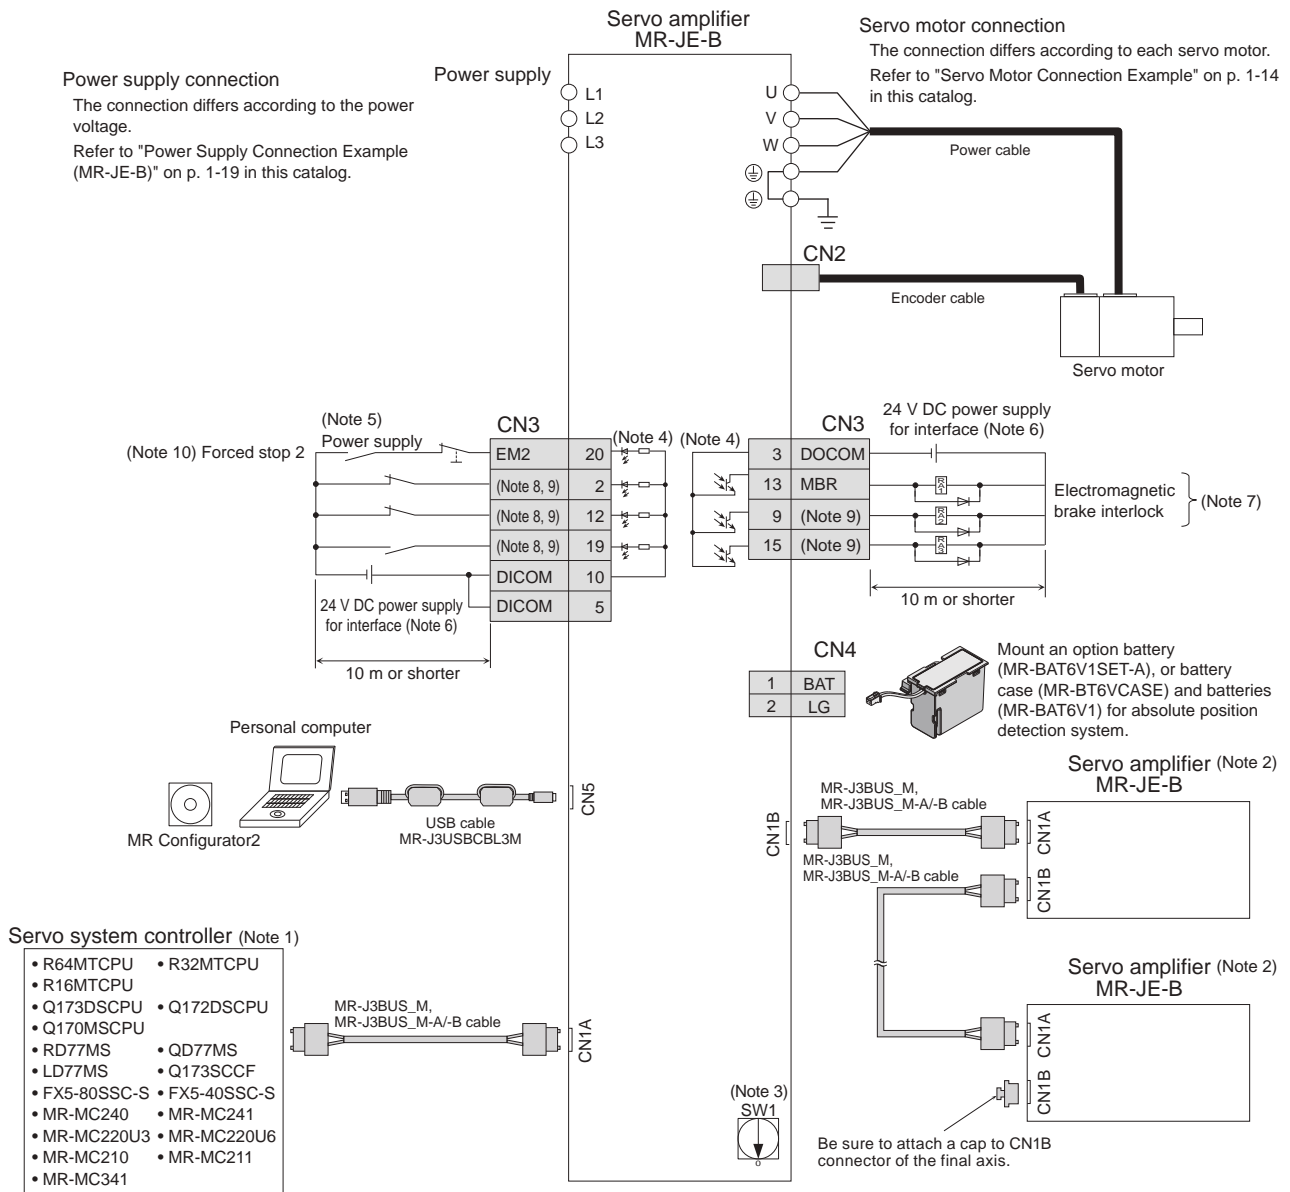 Servo amplifier
MR-JE-B
Servo motor connection
The connection differs according to each servo motor.
Refer to "Servo Motor Connection Example" on p. 1-14
in this catalog.
Power supply connection
The connection differs according to the power
voltage.
Refer to "Power Supply Connection Example
(MR-JE-B)" on p. 1-19 in this catalog.
Power supply
L1
L2
L3
U
V
W
Power cable
CN2
Encoder cable
Servo motor
(Note 10) Forced stop 2
(Note 5)
Power supply
CN3
(Note 4)
EM2 20
(Note 8, 9) 2
(Note 8, 9) 12
(Note 8, 9) 19
DICOM 10
DICOM 5
24 V DC power supply
for interface (Note 6)
10 m or shorter
(Note 4)
CN3
24 V DC power supply
for interface (Note 6)
3 DOCOM
13 MBR
9 (Note 9)
15 (Note 9)
RA1
RA2
RA3
Electromagnetic
brake interlock
(Note 7)
10 m or shorter
CN4
1 BAT
2 LG
Mount an option battery
(MR-BAT6V1SET-A), or battery
case (MR-BT6VCASE) and batteries
(MR-BAT6V1) for absolute position
detection system.
Personal computer
MR Configurator2
USB cable
MR-J3USBCBL3M
CN5
CN1B
MR-J3BUS_M,
MR-J3BUS_M-A/-B cable
Servo amplifier (Note 2)
MR-JE-B
CN1A
CN1B
MR-J3BUS_M,
MR-J3BUS_M-A/-B cable
Servo amplifier (Note 2)
MR-JE-B
CN1A
CN1B
Be sure to attach a cap to CN1B
connector of the final axis.
Servo system controller (Note 1)
• R64MTCPU • R32MTCPU
• R16MTCPU
• Q173DSCPU • Q172DSCPU
• Q170MSCPU
• RD77MS • QD77MS
• LD77MS • Q173SCCF
• FX5-80SSC-S • FX5-40SSC-S
• MR-MC240 • MR-MC241
• MR-MC220U3 • MR-MC220U6
• MR-MC210 • MR-MC211
• MR-MC341
MR-J3BUS_M,
MR-J3BUS_M-A/-B cable
CN1A
(Note 3)
SW1
0